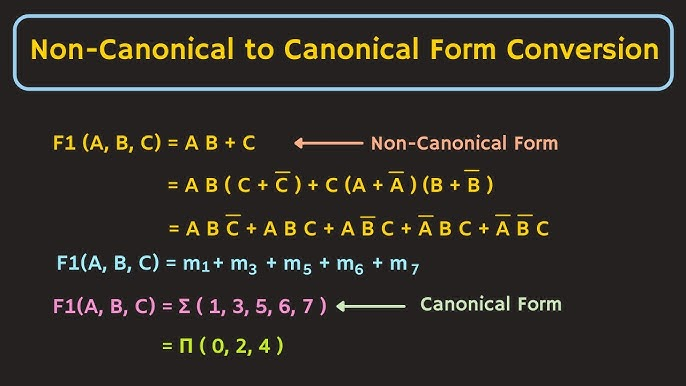 Non-Canonical to Canonical Form Conversion
F1 (A, B, C) = A B + C Non-Canonical Form
= A B ( C + C̅ ) + C (A + A̅ ) (B + B̅ )
= A B C̅ + A B C + A B̅ C + A̅ B C + A̅ B̅ C
F1(A, B, C) = m₁ + m₃ + m₅ + m₆ + m₇
F1(A, B, C) = Σ ( 1, 3, 5, 6, 7 ) Canonical Form
= Π ( 0, 2, 4 )